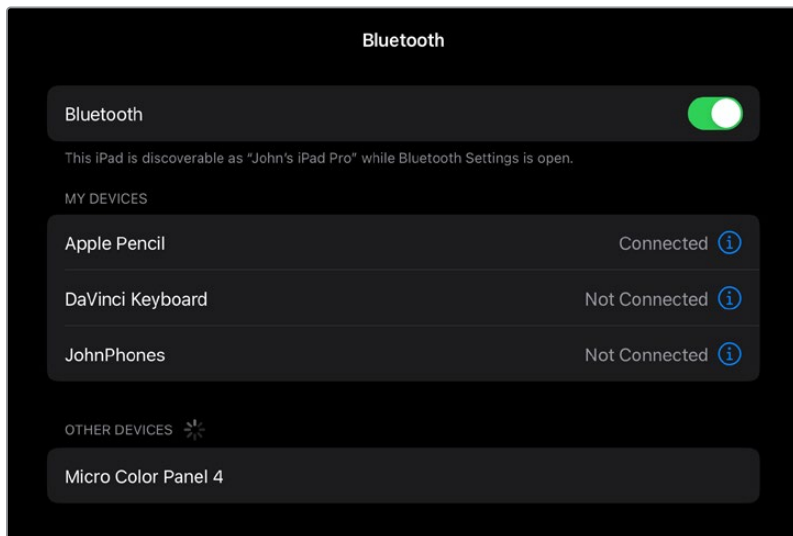 Bluetooth
Bluetooth
This iPad is discoverable as “John’s iPad Pro” while Bluetooth Settings is open.
MY DEVICES
Apple Pencil Connected
DaVinci Keyboard Not Connected
JohnPhones Not Connected
OTHER DEVICES
Micro Color Panel 4